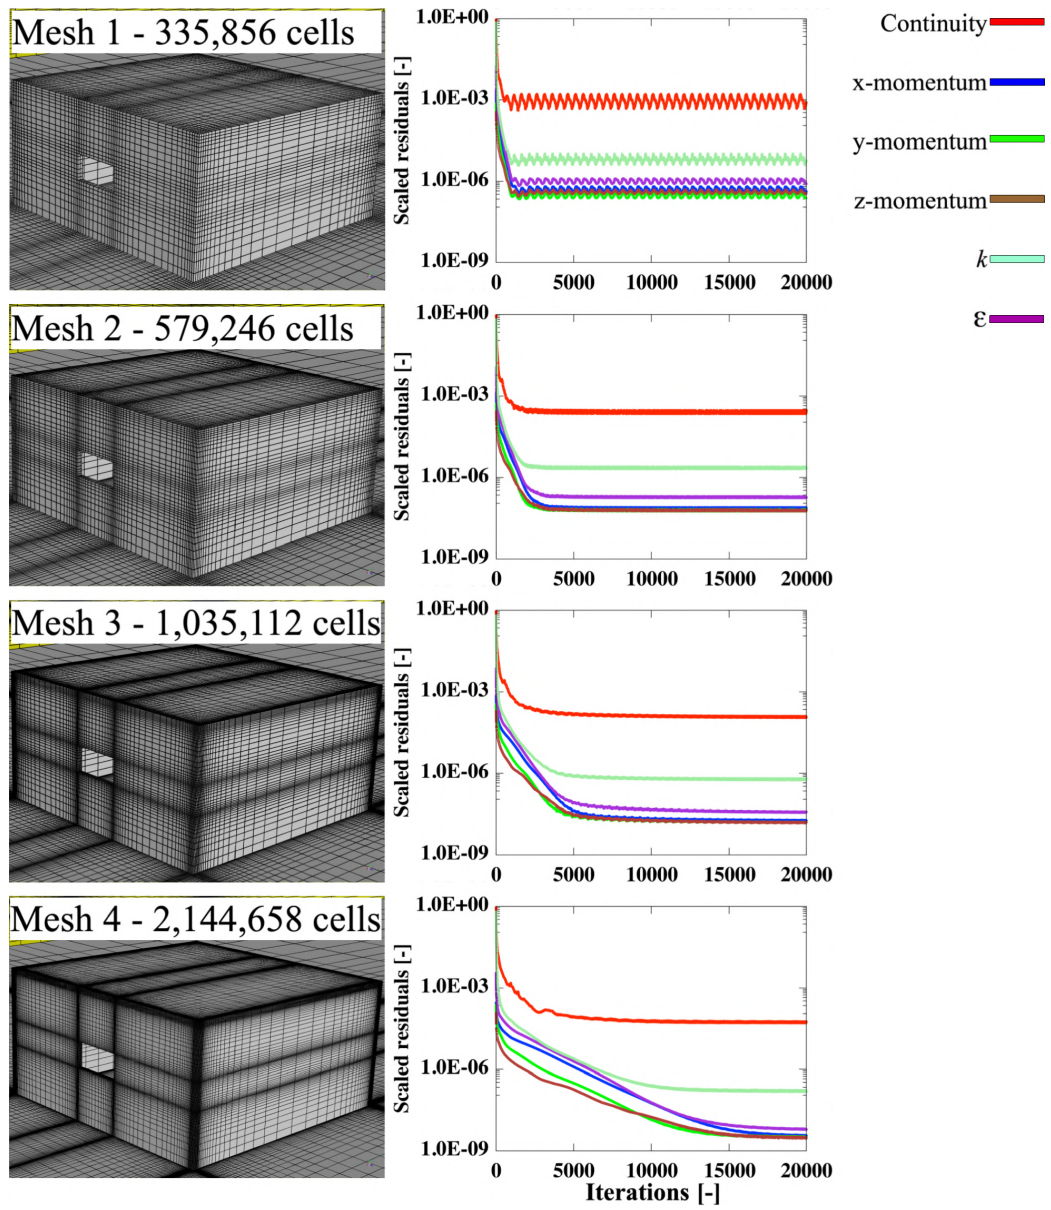 Mesh 1 - 335,856 cells
Scaled residuals [-]
1.0E+00
1.0E-03
1.0E-06
1.0E-09
0 5000 10000 15000 20000
Continuity
x-momentum
y-momentum
z-momentum
k
ε
Mesh 2 - 579,246 cells
Scaled residuals [-]
1.0E+00
1.0E-03
1.0E-06
1.0E-09
0 5000 10000 15000 20000
Mesh 3 - 1,035,112 cells
Scaled residuals [-]
1.0E+00
1.0E-03
1.0E-06
1.0E-09
0 5000 10000 15000 20000
Mesh 4 - 2,144,658 cells
Scaled residuals [-]
1.0E+00
1.0E-03
1.0E-06
1.0E-09
0 5000 10000 15000 20000
Iterations [-]